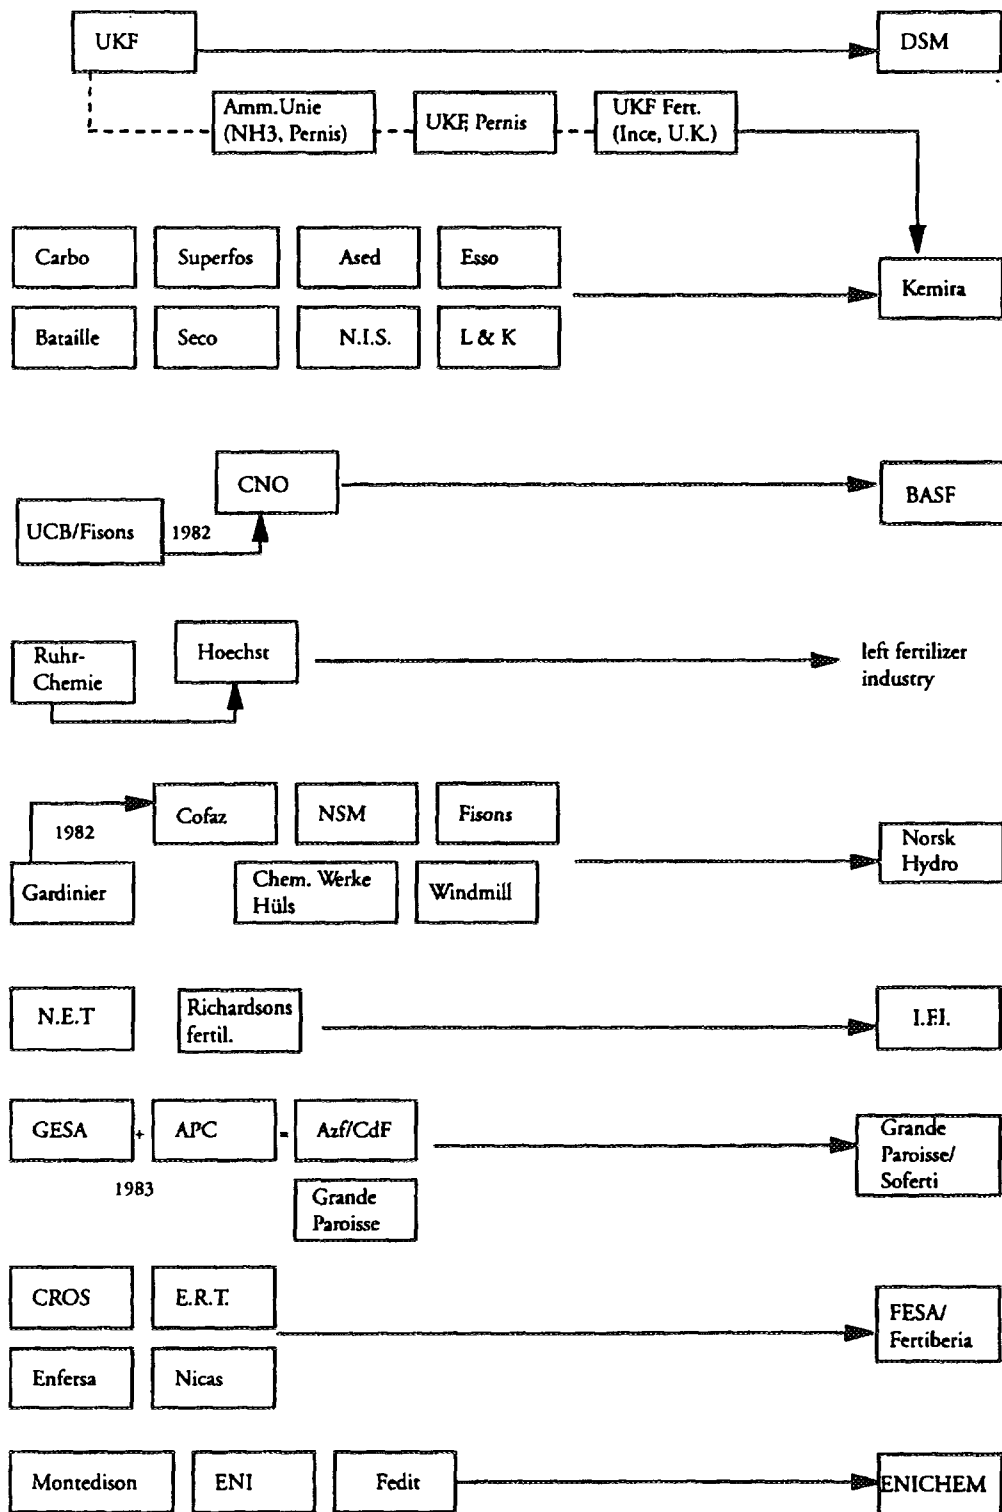 UKF
DSM
Amm.Unie
(NH3, Pernis)
UKF, Pernis
UKF Fert.
(Ince, U.K.)
Carbo
Superfos
Ased
Esso
Kemira
Bataille
Seco
N.I.S.
L & K
CNO
BASF
UCB/Fisons
1982
Ruhr-
Chemie
Hoechst
left fertilizer
industry
Cofaz
NSM
Fisons
1982
Norsk
Hydro
Gardinier
Chem. Werke
Hüls
Windmill
N.E.T
Richardsons
fertil.
I.F.I.
GESA
+
APC
=
Azf/CdF
Grande
Paroisse/
Soferti
1983
Grande
Paroisse
CROS
E.R.T.
FESA/
Fertiberia
Enfersa
Nicas
Montedison
ENI
Fedit
ENICHEM